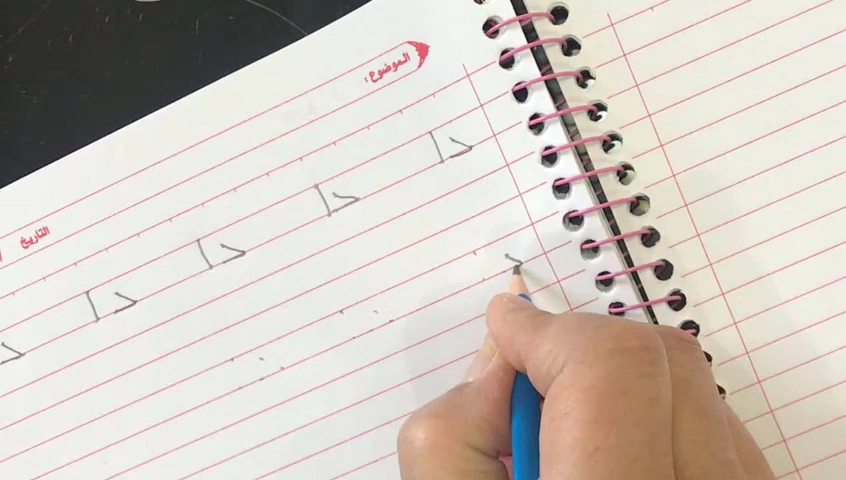 الموضوع:
التاريخ
دا دا دا دا د
د